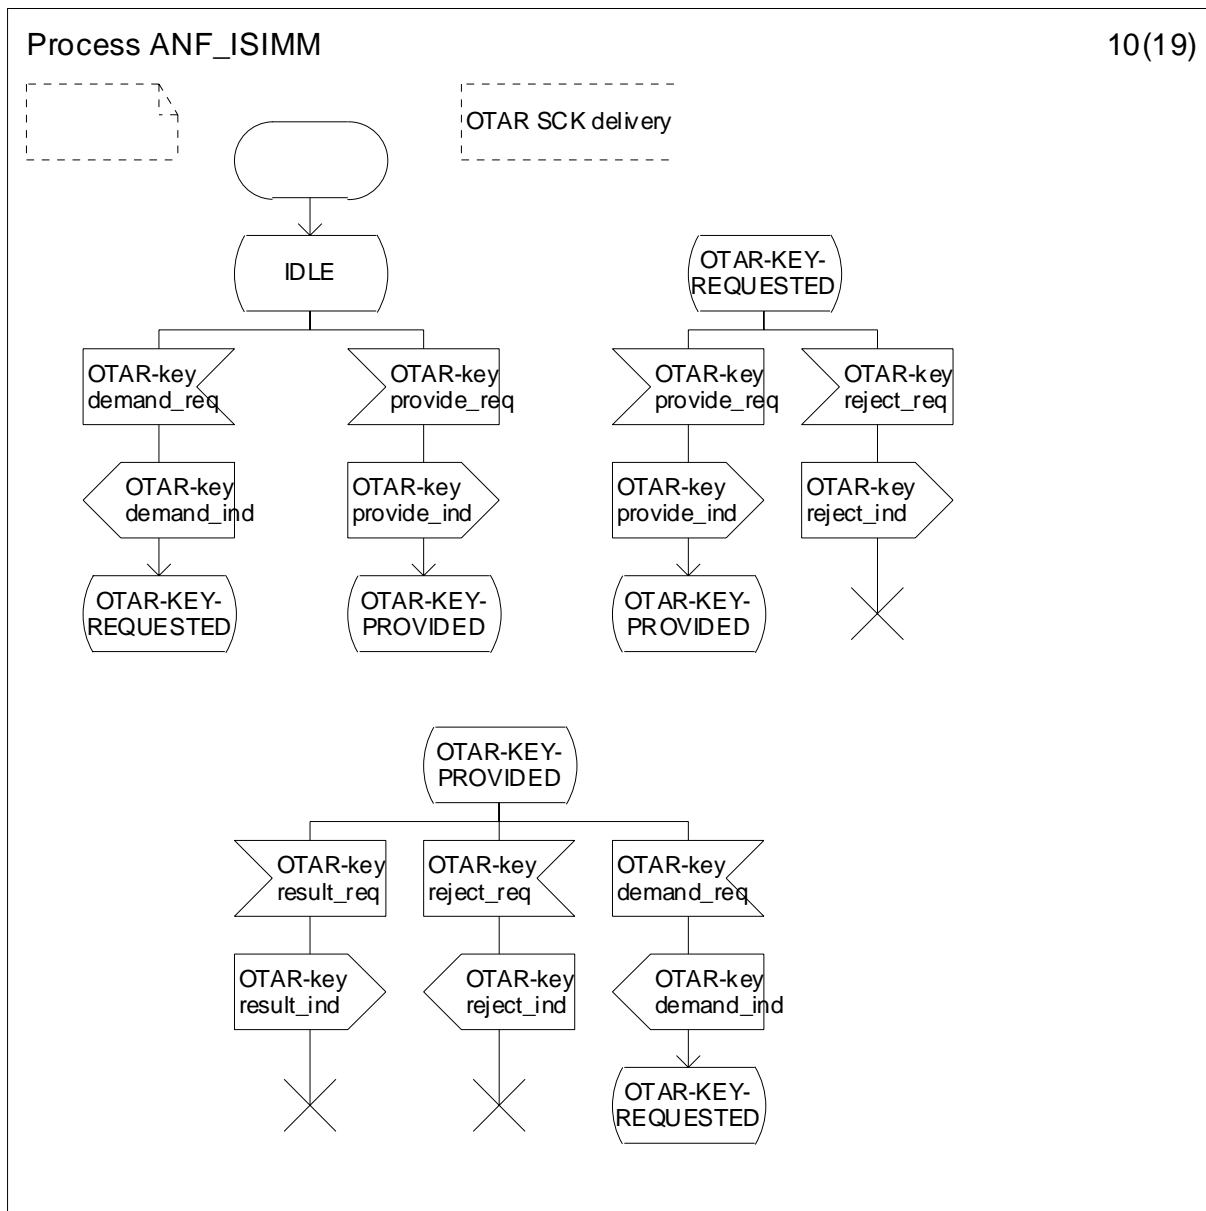 Process ANF_ISIMM
10(19)
OTAR SCK delivery
IDLE
OTAR-KEY-
REQUESTED
OTAR-key
demand_req
OTAR-key
provide_req
OTAR-key
provide_req
OTAR-key
reject_req
OTAR-key
demand_ind
OTAR-key
provide_ind
OTAR-key
provide_ind
OTAR-key
reject_ind
OTAR-KEY-
REQUESTED
OTAR-KEY-
PROVIDED
OTAR-KEY-
PROVIDED
OTAR-KEY-
PROVIDED
OTAR-key
result_req
OTAR-key
reject_req
OTAR-key
demand_req
OTAR-key
result_ind
OTAR-key
reject_ind
OTAR-key
demand_ind
OTAR-KEY-
REQUESTED